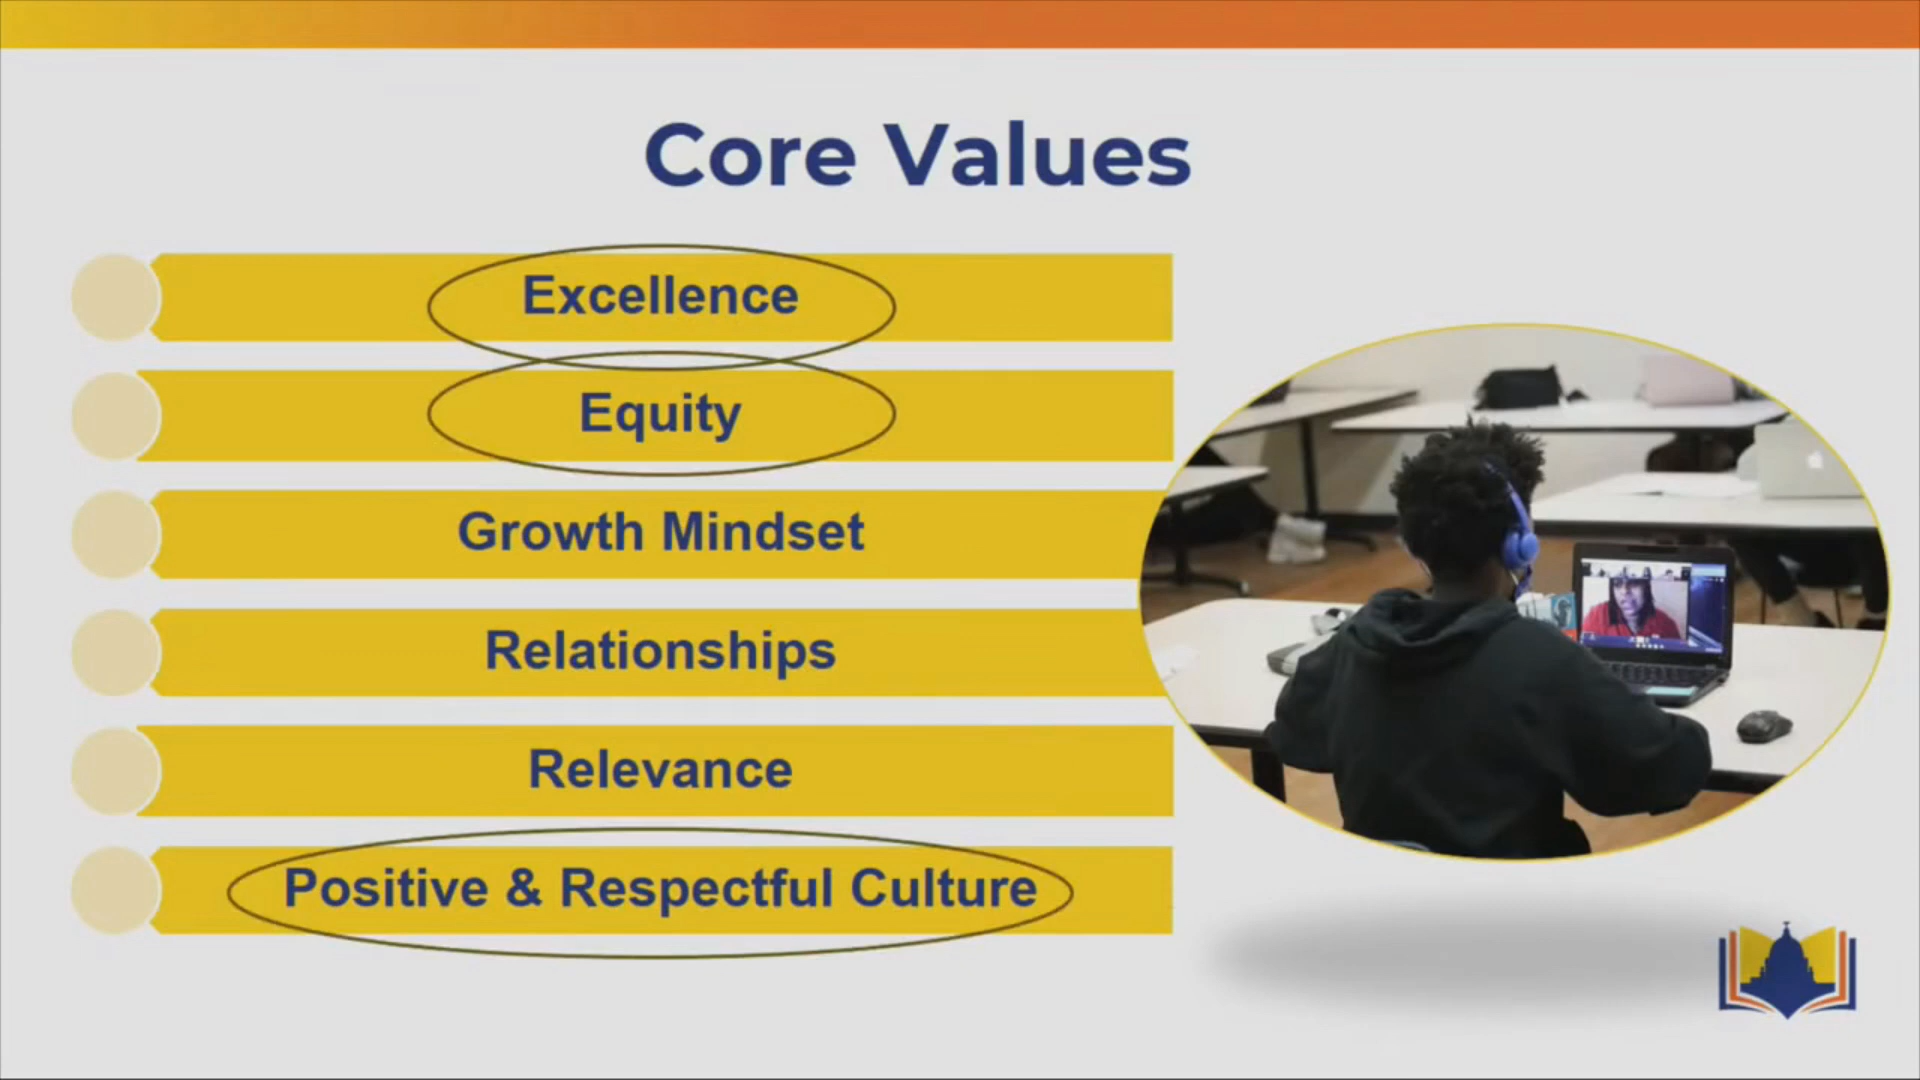 Core Values
Excellence
Equity
Growth Mindset
Relationships
Relevance
Positive & Respectful Culture